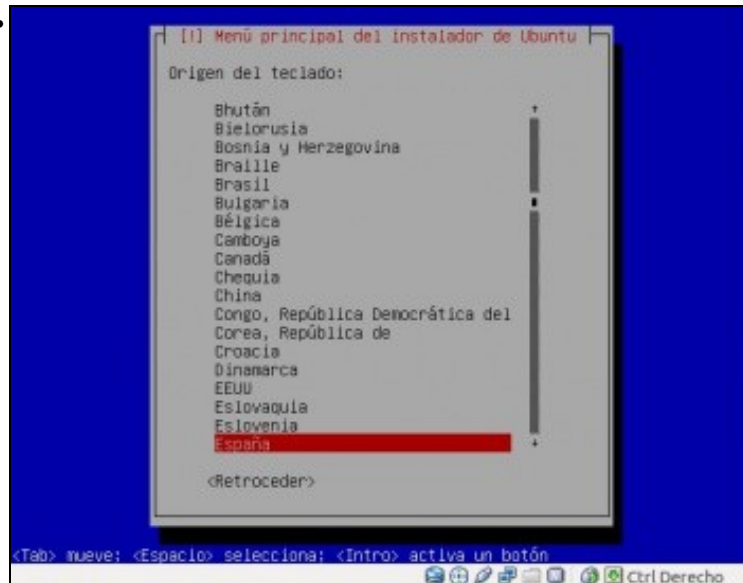 [!] Menú principal del instalador de Ubuntu
Origen del teclado:
Bhután
Bielorusia
Bosnia y Herzegovina
Braille
Brasil
Bulgaria
Bélgica
Camboya
Canadá
Chequia
China
Congo, República Democrática del
Corea, República de
Croacia
Dinamarca
EEUU
Eslovaquia
Eslovenia
España
<Retroceder>
<Tab> mueve; <Espacio> selecciona; <Intro> activa un botón
Ctrl Derecho